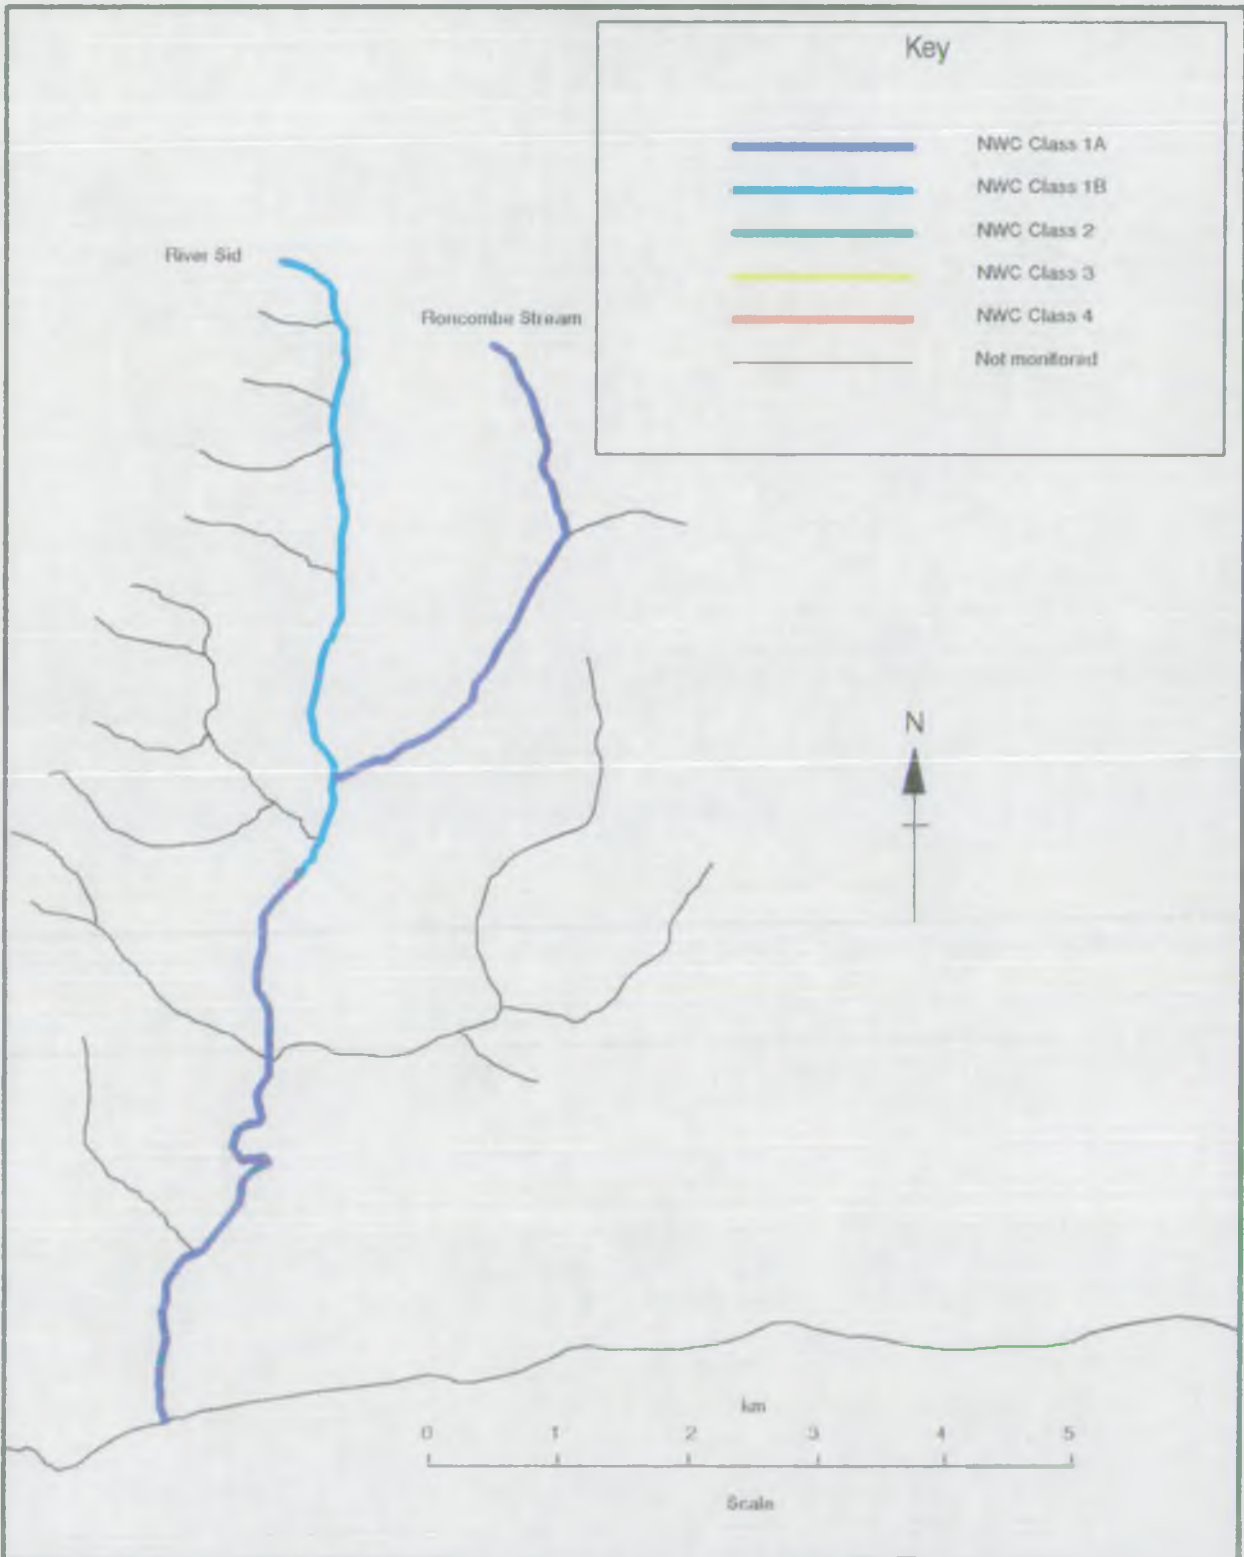 Key
NWC Class 1A
NWC Class 1B
NWC Class 2
NWC Class 3
NWC Class 4
Not monitored
River Sid
Roncombe Stream
N
km
0 1 2 3 4 5
Scale